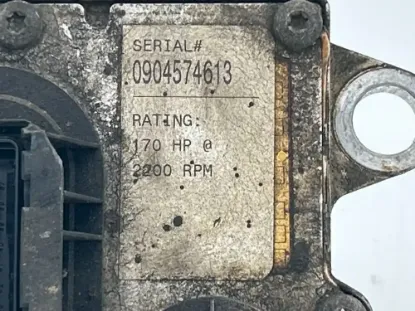 SERIAL#
0904574613
RATING:
170 HP @
2200 RPM